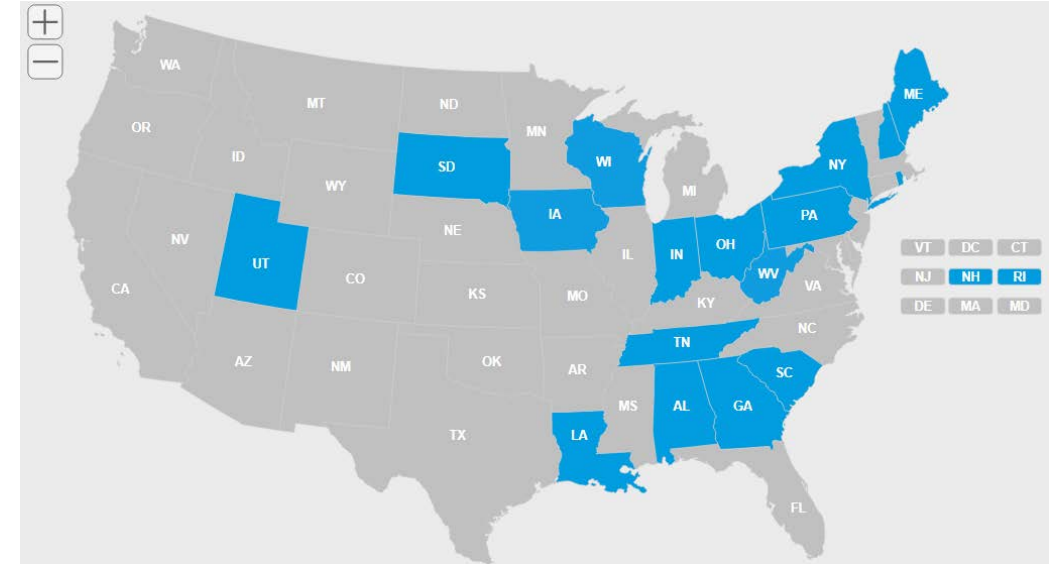 +
−
WA
ME
MT
ND
OR
MN
ID
SD
WI
NY
WY
MI
IA
PA
NE
NV
IL
IN
OH
VT DC CT
UT
CO
WV
NJ NH RI
CA
KS
MO
VA
KY
DE MA MD
NC
TN
AZ
NM
OK
AR
SC
MS
AL
GA
TX
LA
FL